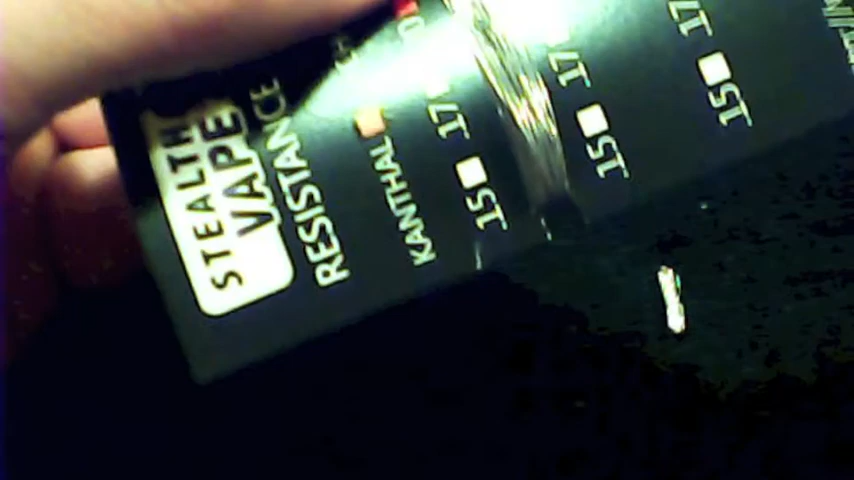 STEALTH
VAPE
RESISTANCE
KANTHAL
15 17
15 17
15 17